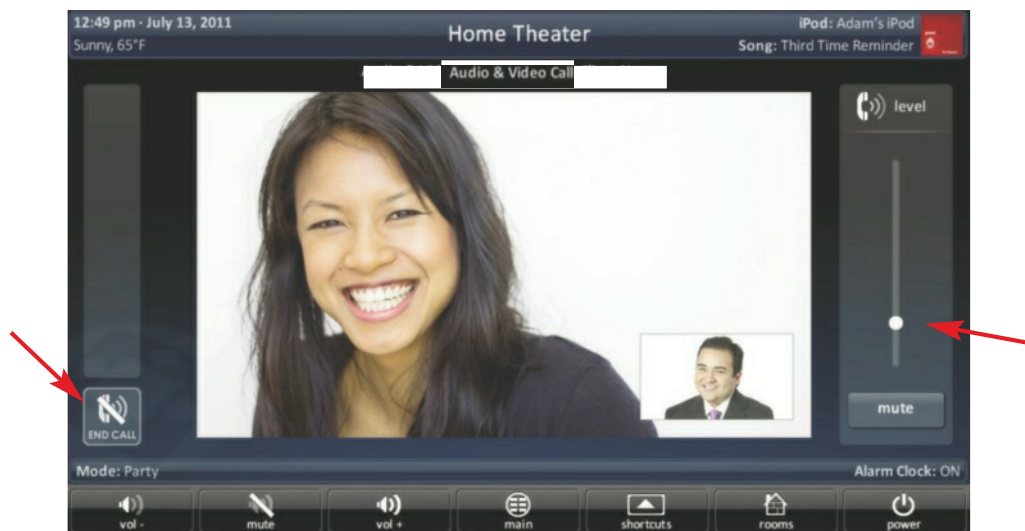 12:49 pm · July 13, 2011
Sunny, 65°F
Home Theater
iPod: Adam's iPod
Song: Third Time Reminder
Audio & Video Call
level
mute
END CALL
Mode: Party
Alarm Clock: ON
vol -
mute
vol +
main
shortcuts
rooms
power